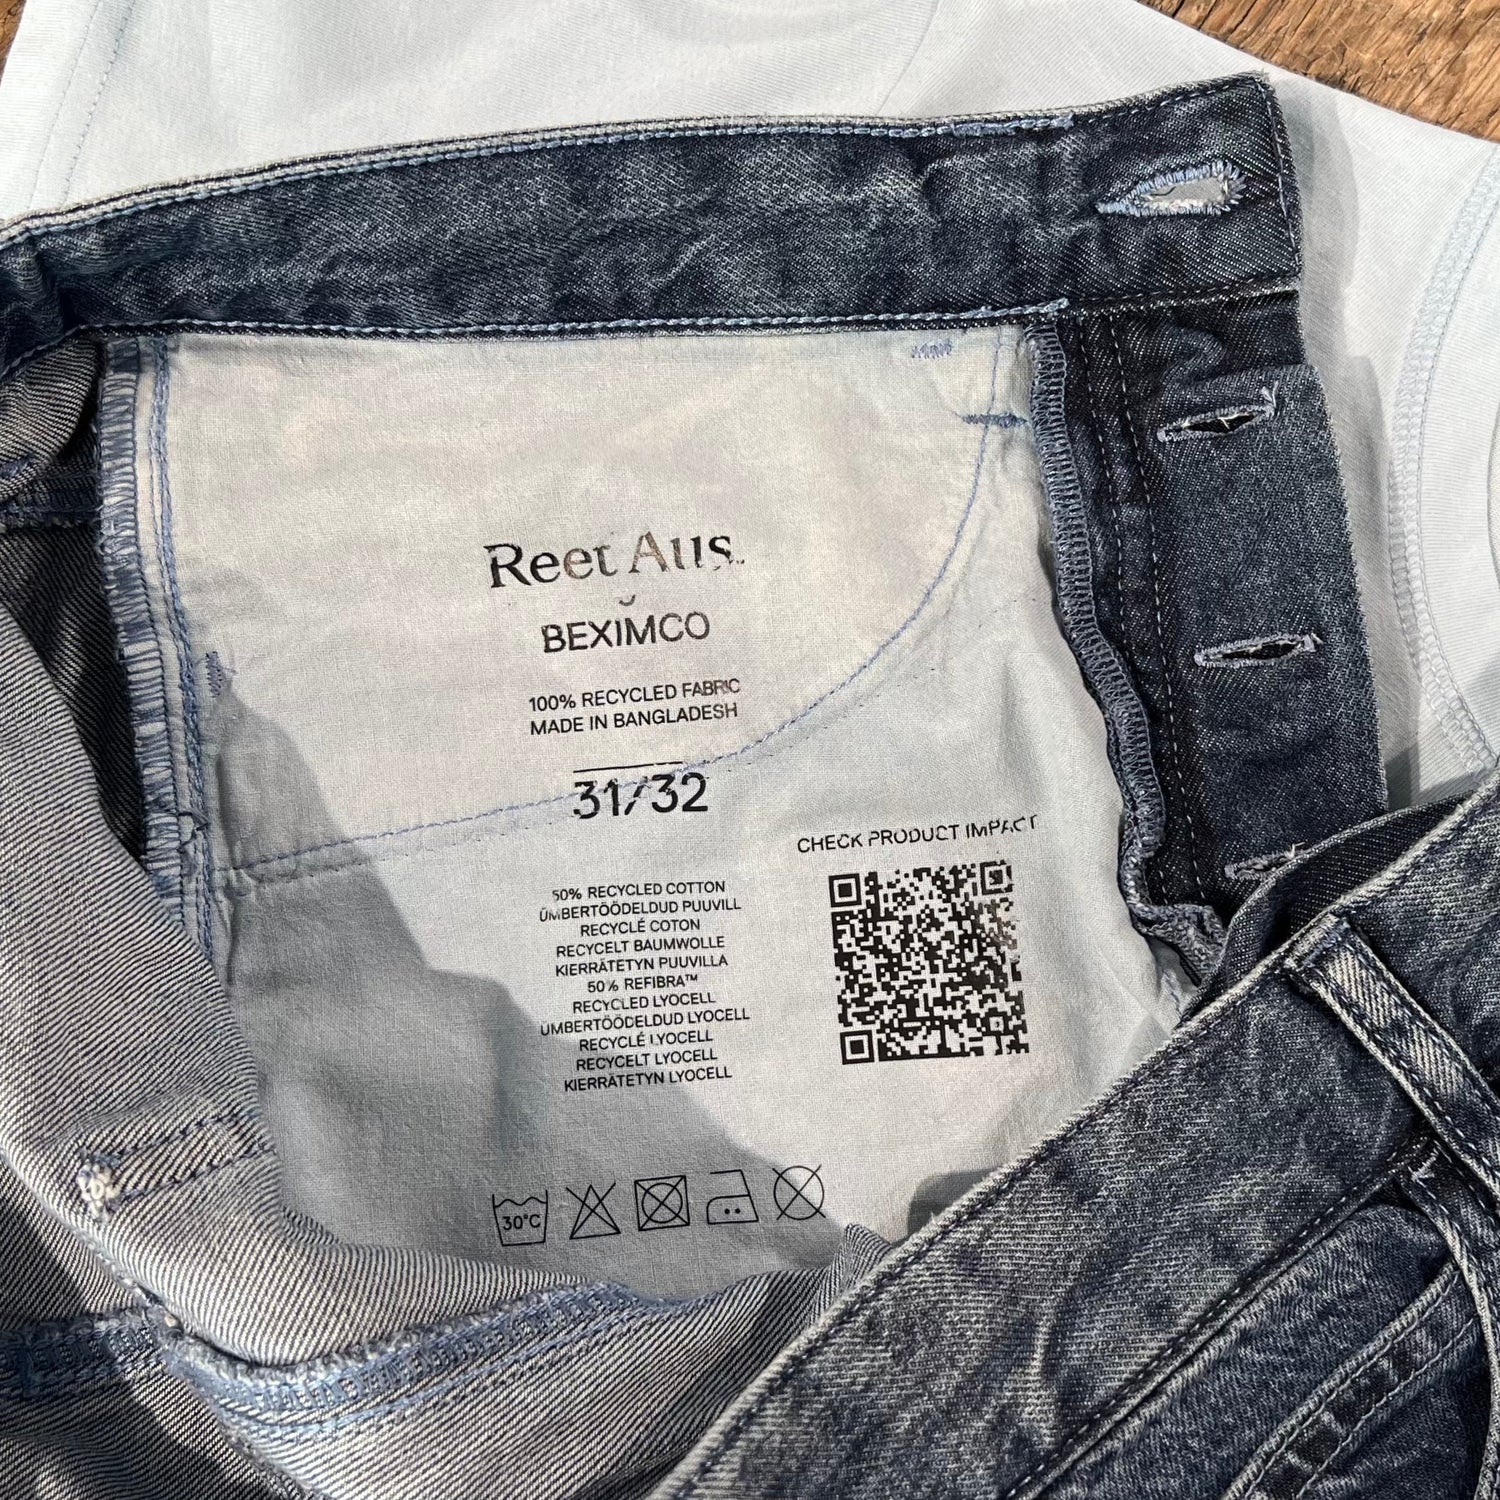 Reet Aus
BEXIMCO
100% RECYCLED FABRIC
MADE IN BANGLADESH
31/32
CHECK PRODUCT IMPACT
50% RECYCLED COTTON
ÜMBERTÖÖDELDUD PUUVILL
RECYCLÉ COTON
RECYCELT BAUMWOLLE
KIERRÄTETYN PUUVILLA
50% REFIBRA™
RECYCLED LYOCELL
ÜMBERTÖÖDELDUD LYOCELL
RECYCLÉ LYOCELL
RECYCELT LYOCELL
KIERRÄTETYN LYOCELL
30°C